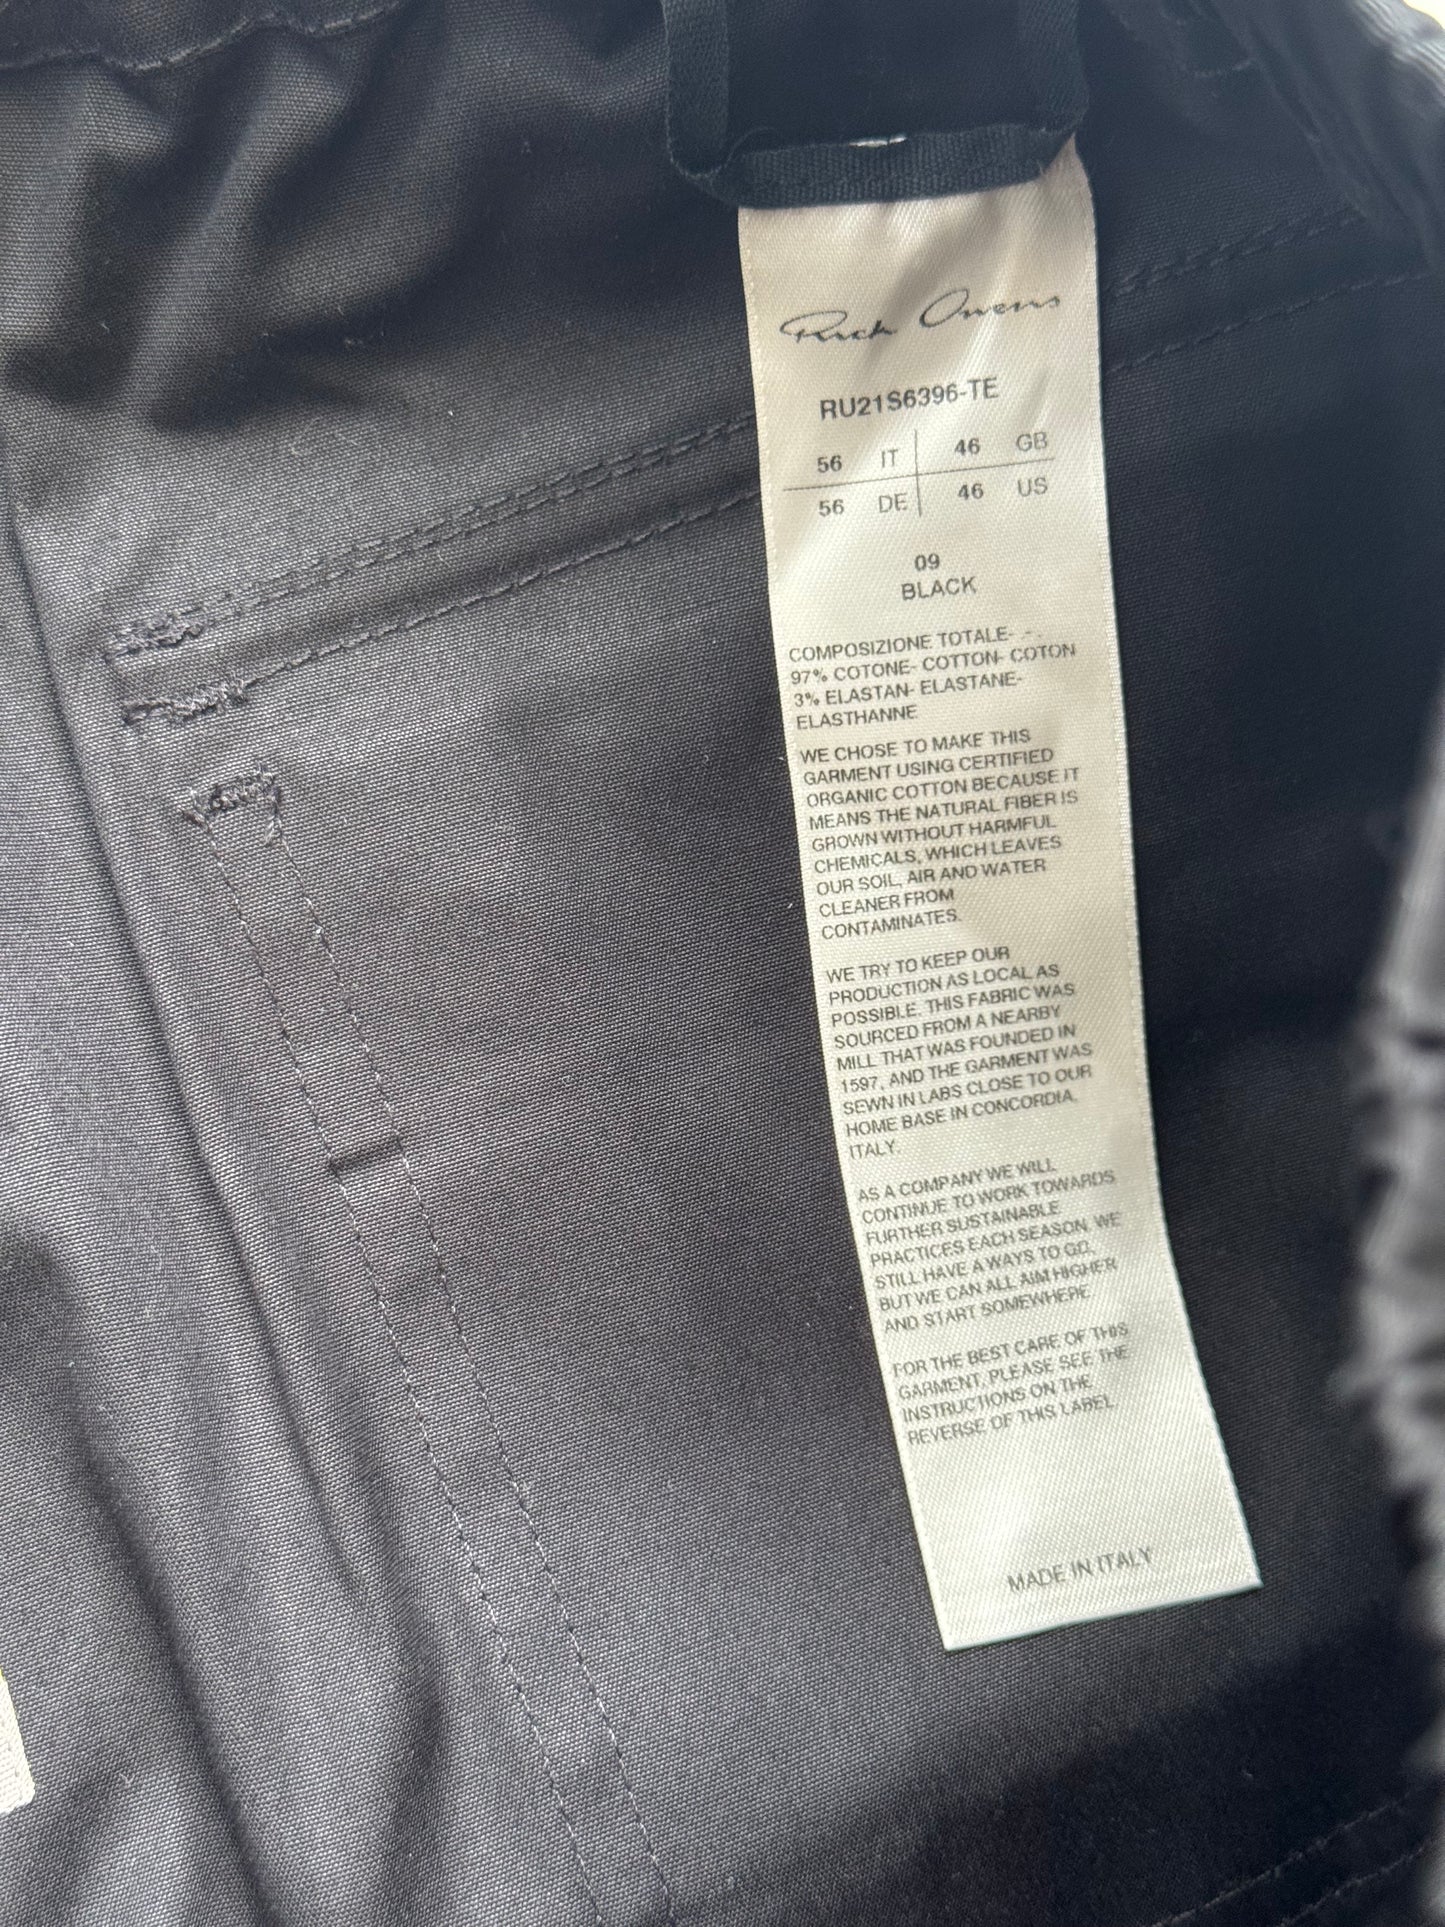 Rick Owens
RU21S6396-TE
56 IT 46 GB
56 DE 46 US
09
BLACK
COMPOSIZIONE TOTALE- - .
97% COTONE- COTTON- COTON
3% ELASTAN- ELASTANE-
ELASTHANNE
WE CHOSE TO MAKE THIS
GARMENT USING CERTIFIED
ORGANIC COTTON BECAUSE IT
MEANS THE NATURAL FIBER IS
GROWN WITHOUT HARMFUL
CHEMICALS, WHICH LEAVES
OUR SOIL, AIR AND WATER
CLEANER FROM
CONTAMINATES.
WE TRY TO KEEP OUR
PRODUCTION AS LOCAL AS
POSSIBLE. THIS FABRIC WAS
SOURCED FROM A NEARBY
MILL THAT WAS FOUNDED IN
1597, AND THE GARMENT WAS
SEWN IN LABS CLOSE TO OUR
HOME BASE IN CONCORDIA,
ITALY.
AS A COMPANY WE WILL
CONTINUE TO WORK TOWARDS
FURTHER SUSTAINABLE
PRACTICES EACH SEASON. WE
STILL HAVE A WAYS TO GO,
BUT WE CAN ALL AIM HIGHER
AND START SOMEWHERE.
FOR THE BEST CARE OF THIS
GARMENT, PLEASE SEE THE
INSTRUCTIONS ON THE
REVERSE OF THIS LABEL.
MADE IN ITALY